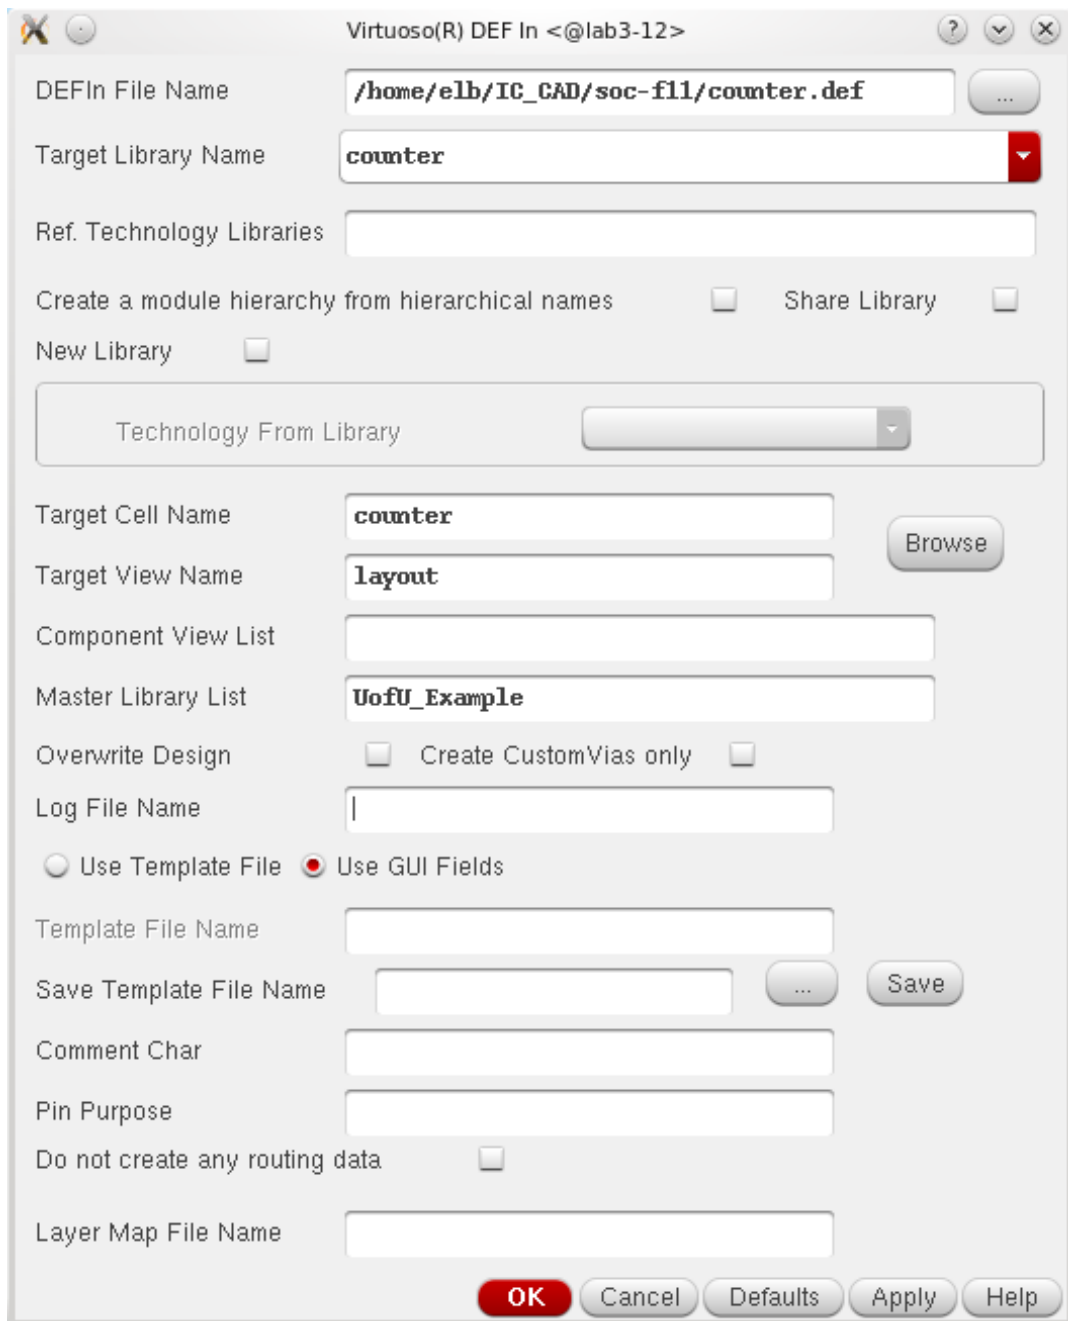 Virtuoso(R) DEF In <@lab3-12>
DEFIn File Name /home/elb/IC_CAD/soc-f11/counter.def ...
Target Library Name counter
Ref. Technology Libraries
Create a module hierarchy from hierarchical names Share Library
New Library
Technology From Library
Target Cell Name counter
Browse
Target View Name layout
Component View List
Master Library List UofU_Example
Overwrite Design Create CustomVias only
Log File Name
Use Template File Use GUI Fields
Template File Name
Save Template File Name ... Save
Comment Char
Pin Purpose
Do not create any routing data
Layer Map File Name
OK Cancel Defaults Apply Help